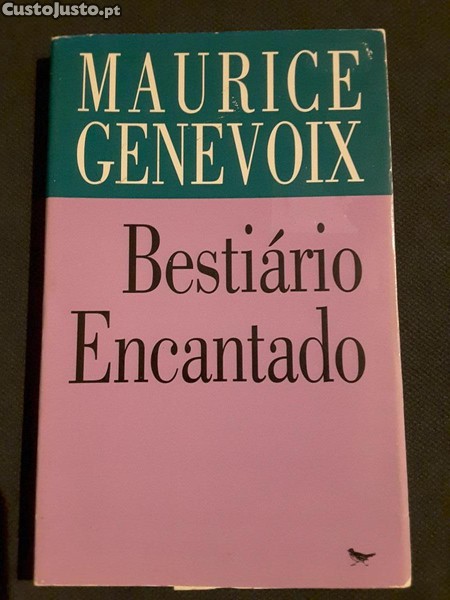 CustoJusto.pt
MAURICE
GENEVOIX
Bestiário
Encantado